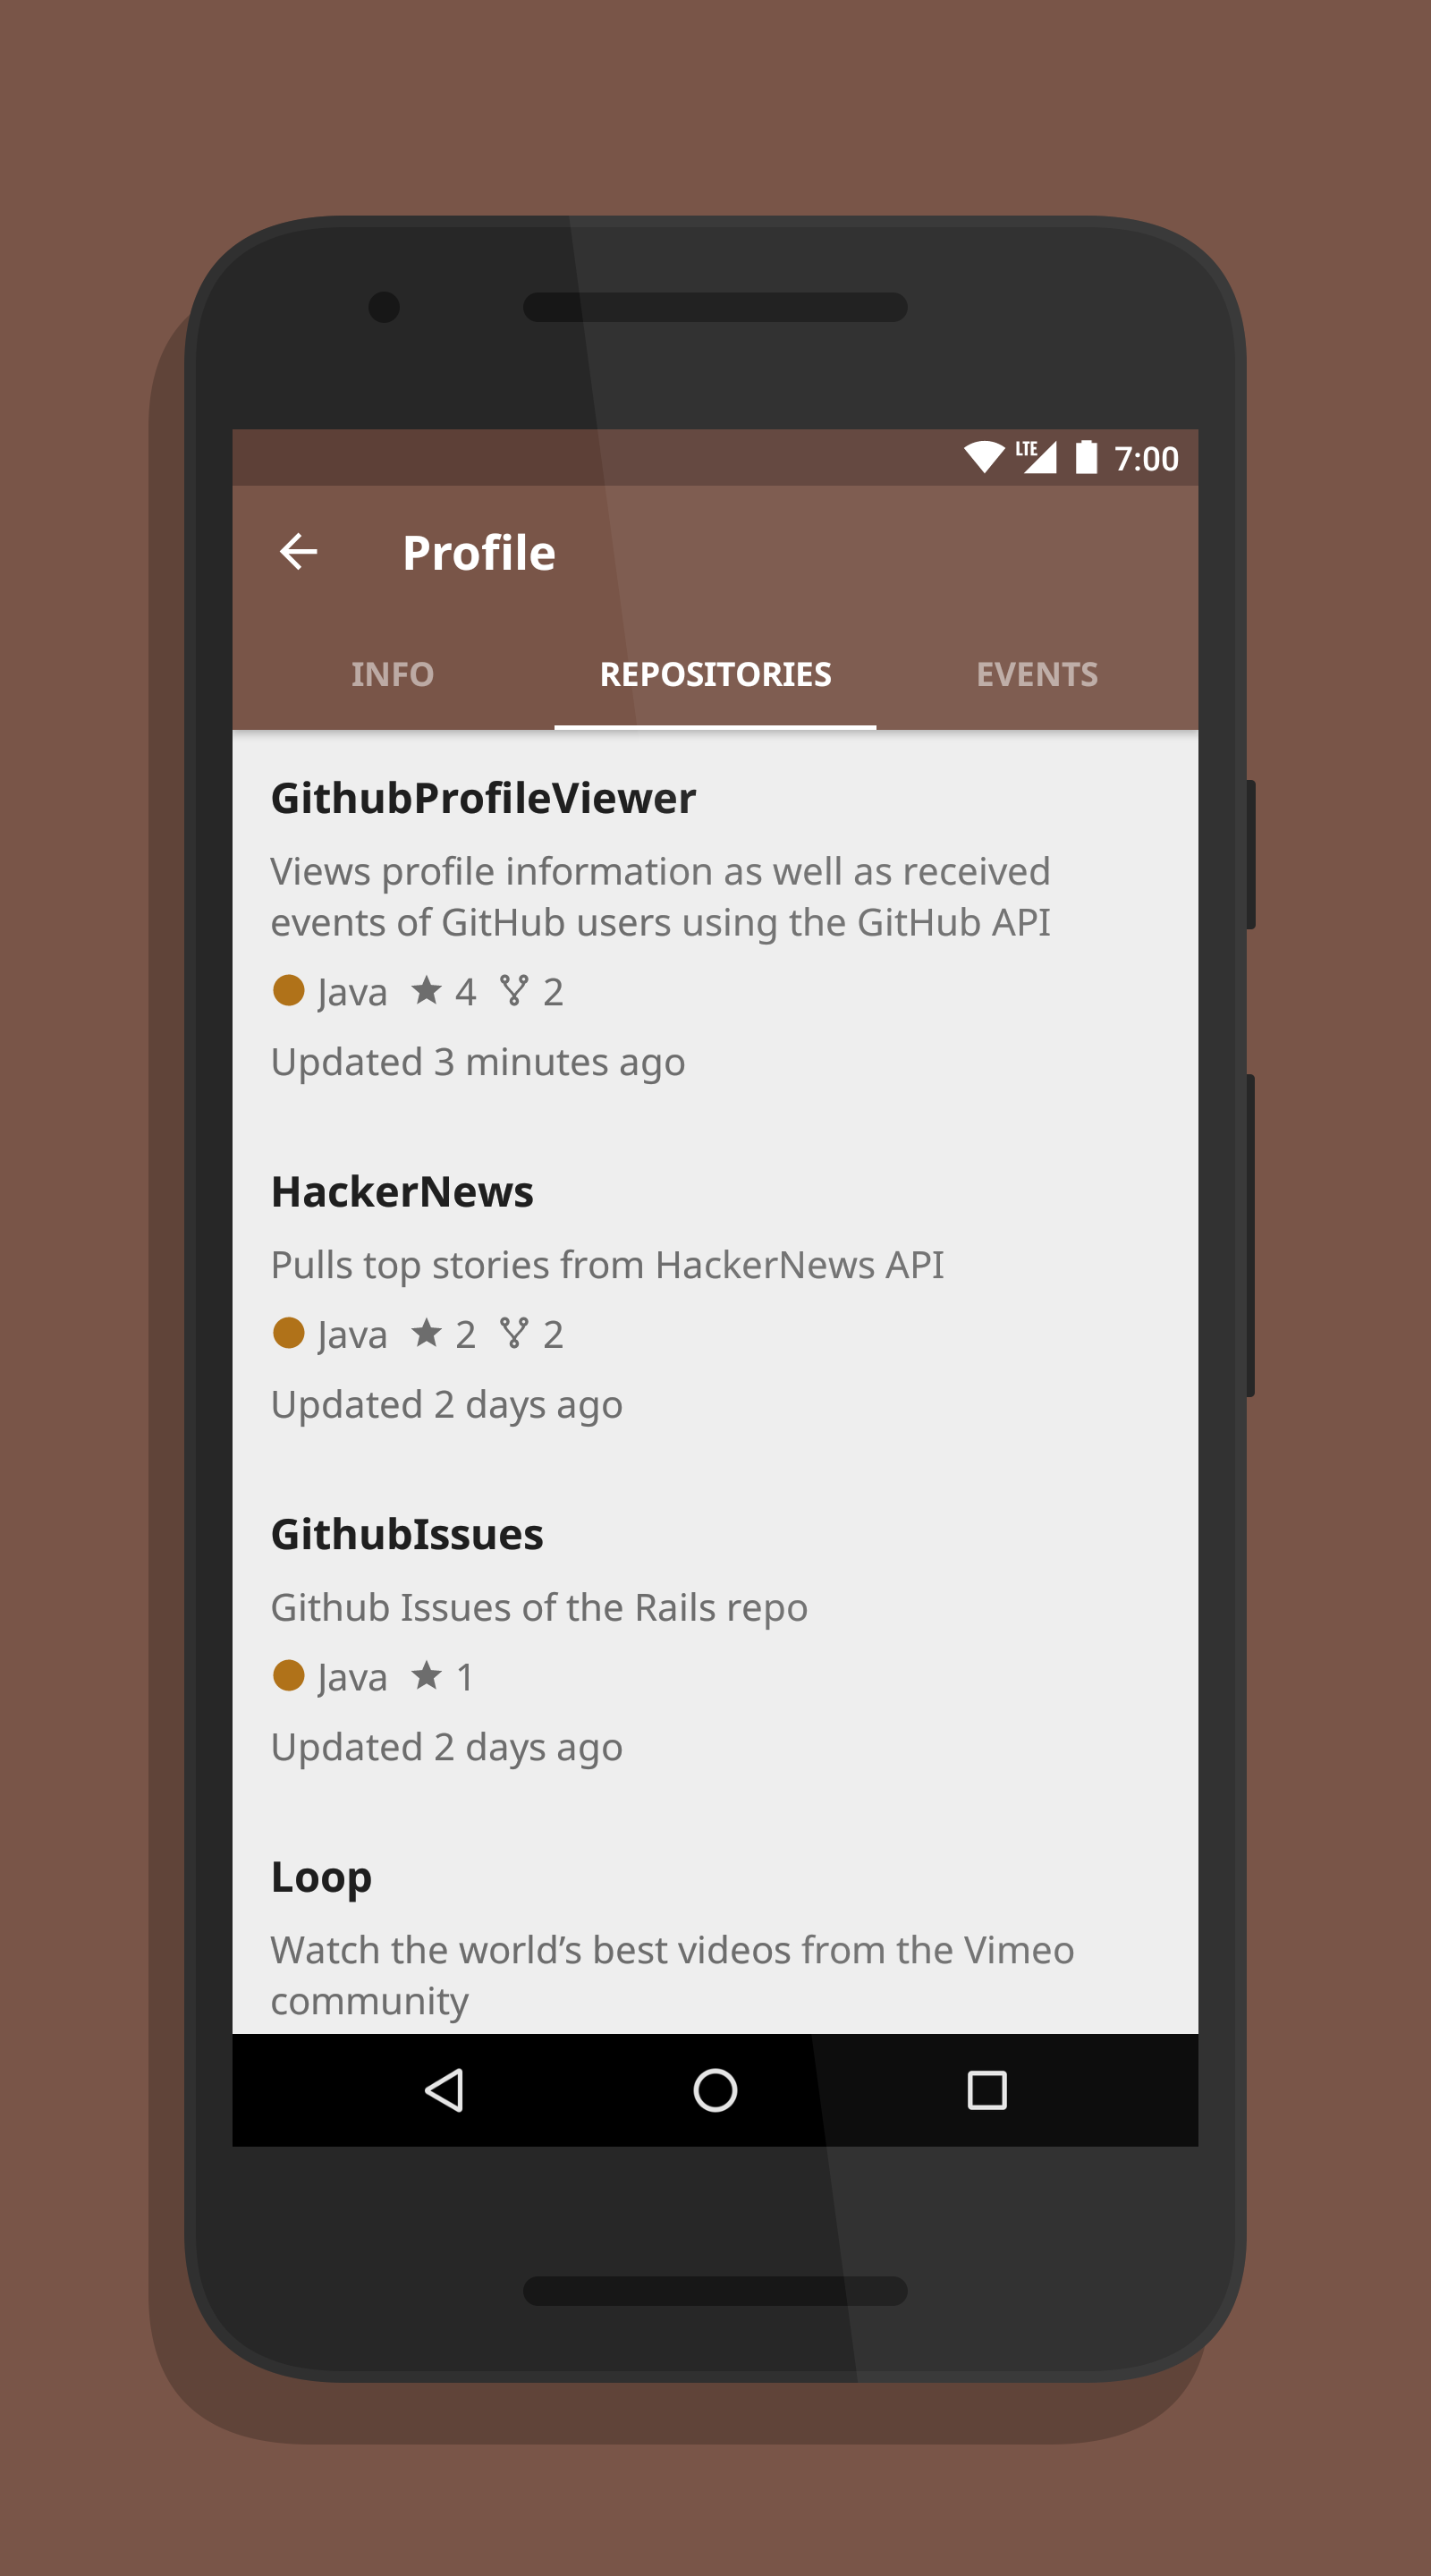 LTE 7:00
Profile
INFO REPOSITORIES EVENTS
GithubProfileViewer
Views profile information as well as received
events of GitHub users using the GitHub API
Java 4 2
Updated 3 minutes ago
HackerNews
Pulls top stories from HackerNews API
Java 2 2
Updated 2 days ago
GithubIssues
Github Issues of the Rails repo
Java 1
Updated 2 days ago
Loop
Watch the world’s best videos from the Vimeo
community